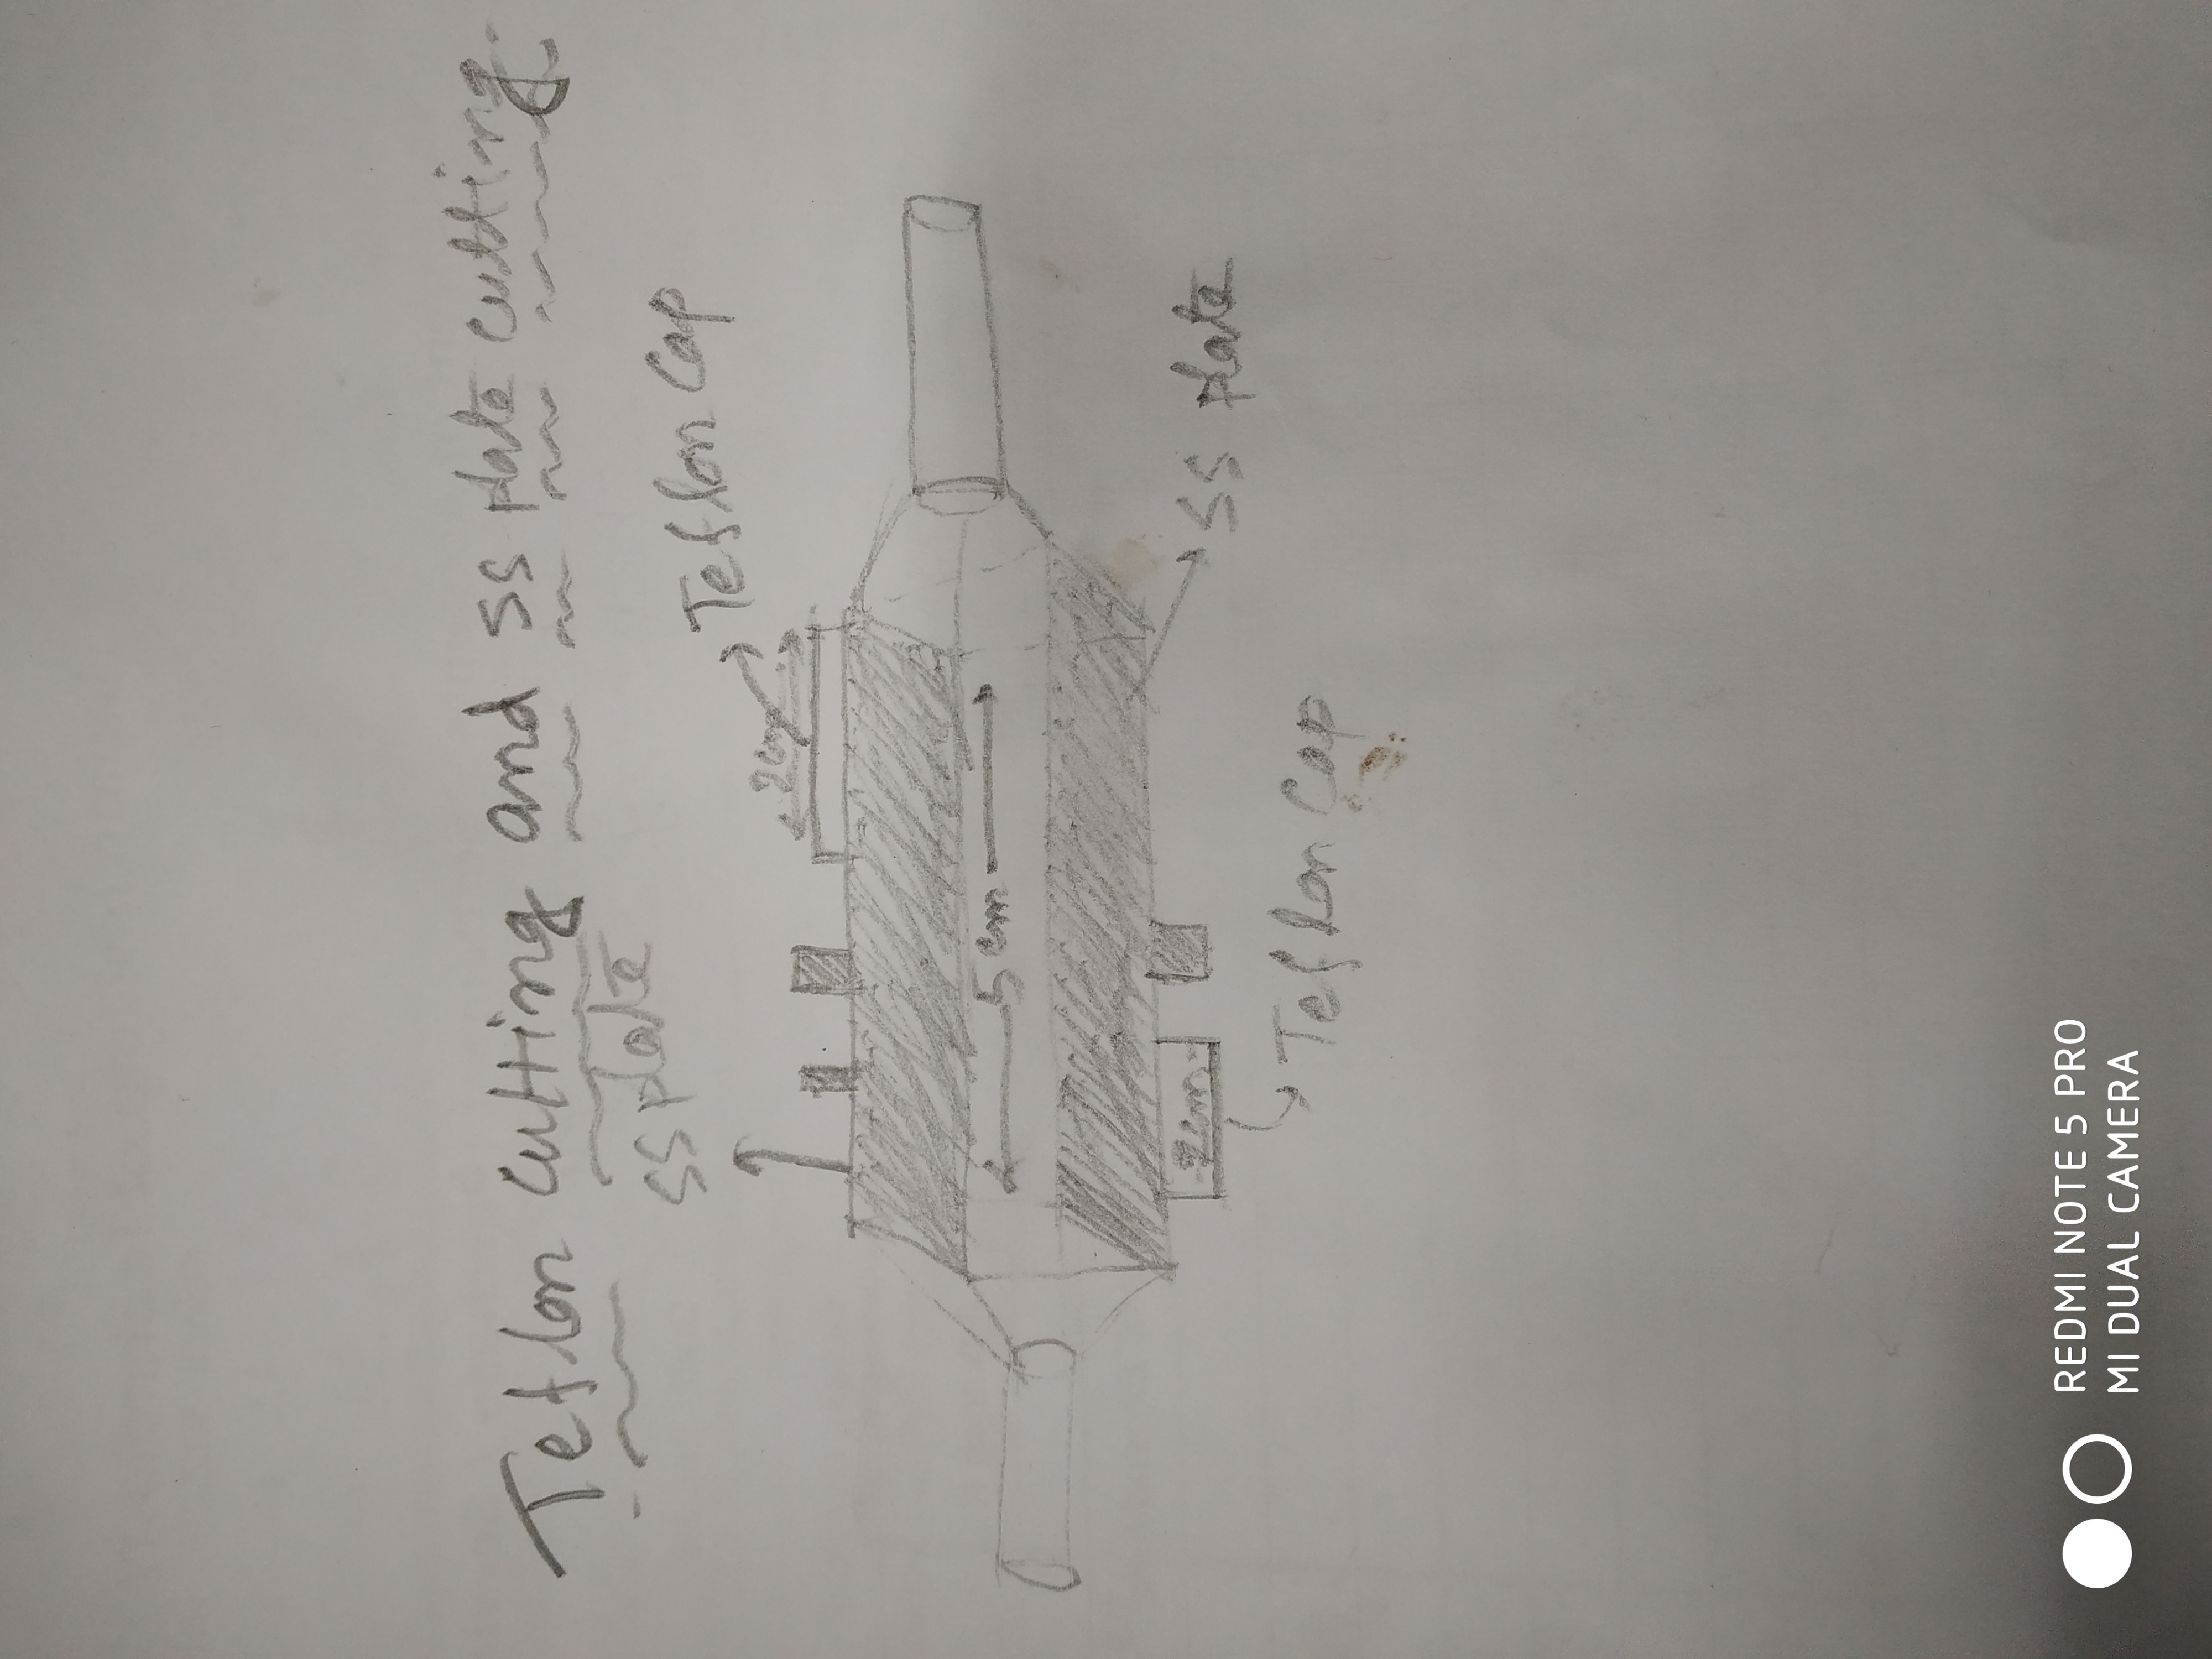 Teflon cutting and SS plate cutting.
SS plate
Teflon Cap
2cm
5 cm
2cm
SS plate
Teflon Cap
REDMI NOTE 5 PRO
MI DUAL CAMERA